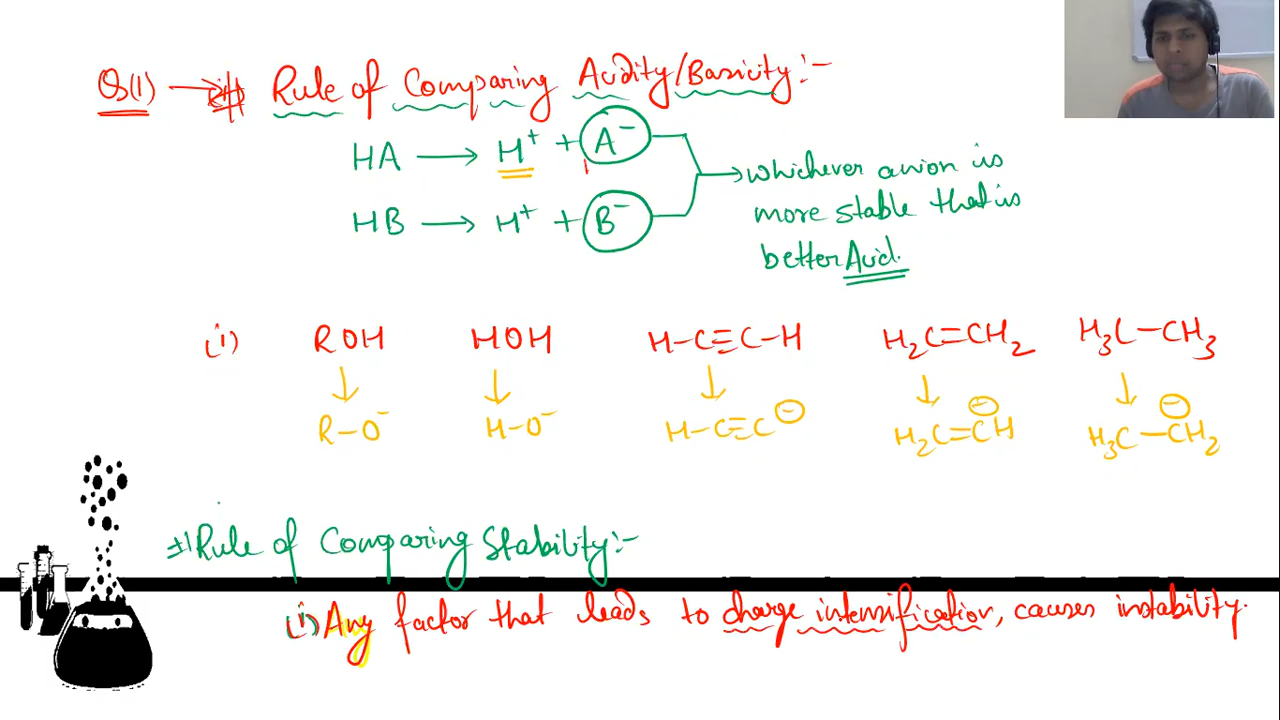 Q(1) → # Rule of Comparing Acidity/Basicity:-
HA → H⁺ + A⁻
HB → H⁺ + B⁻
whichever anion is
more stable that is
better Acid.
(i) ROH HOH H-C≡C-H H₂C=CH₂ H₃C-CH₃
↓ ↓ ↓ ↓ ↓
R-O⁻ H-O⁻ H-C≡C⊖ H₂C=C⊖H H₃C-C⊖H₂
# Rule of Comparing Stability:-
(i) Any factor that leads to charge intensification, causes instability.